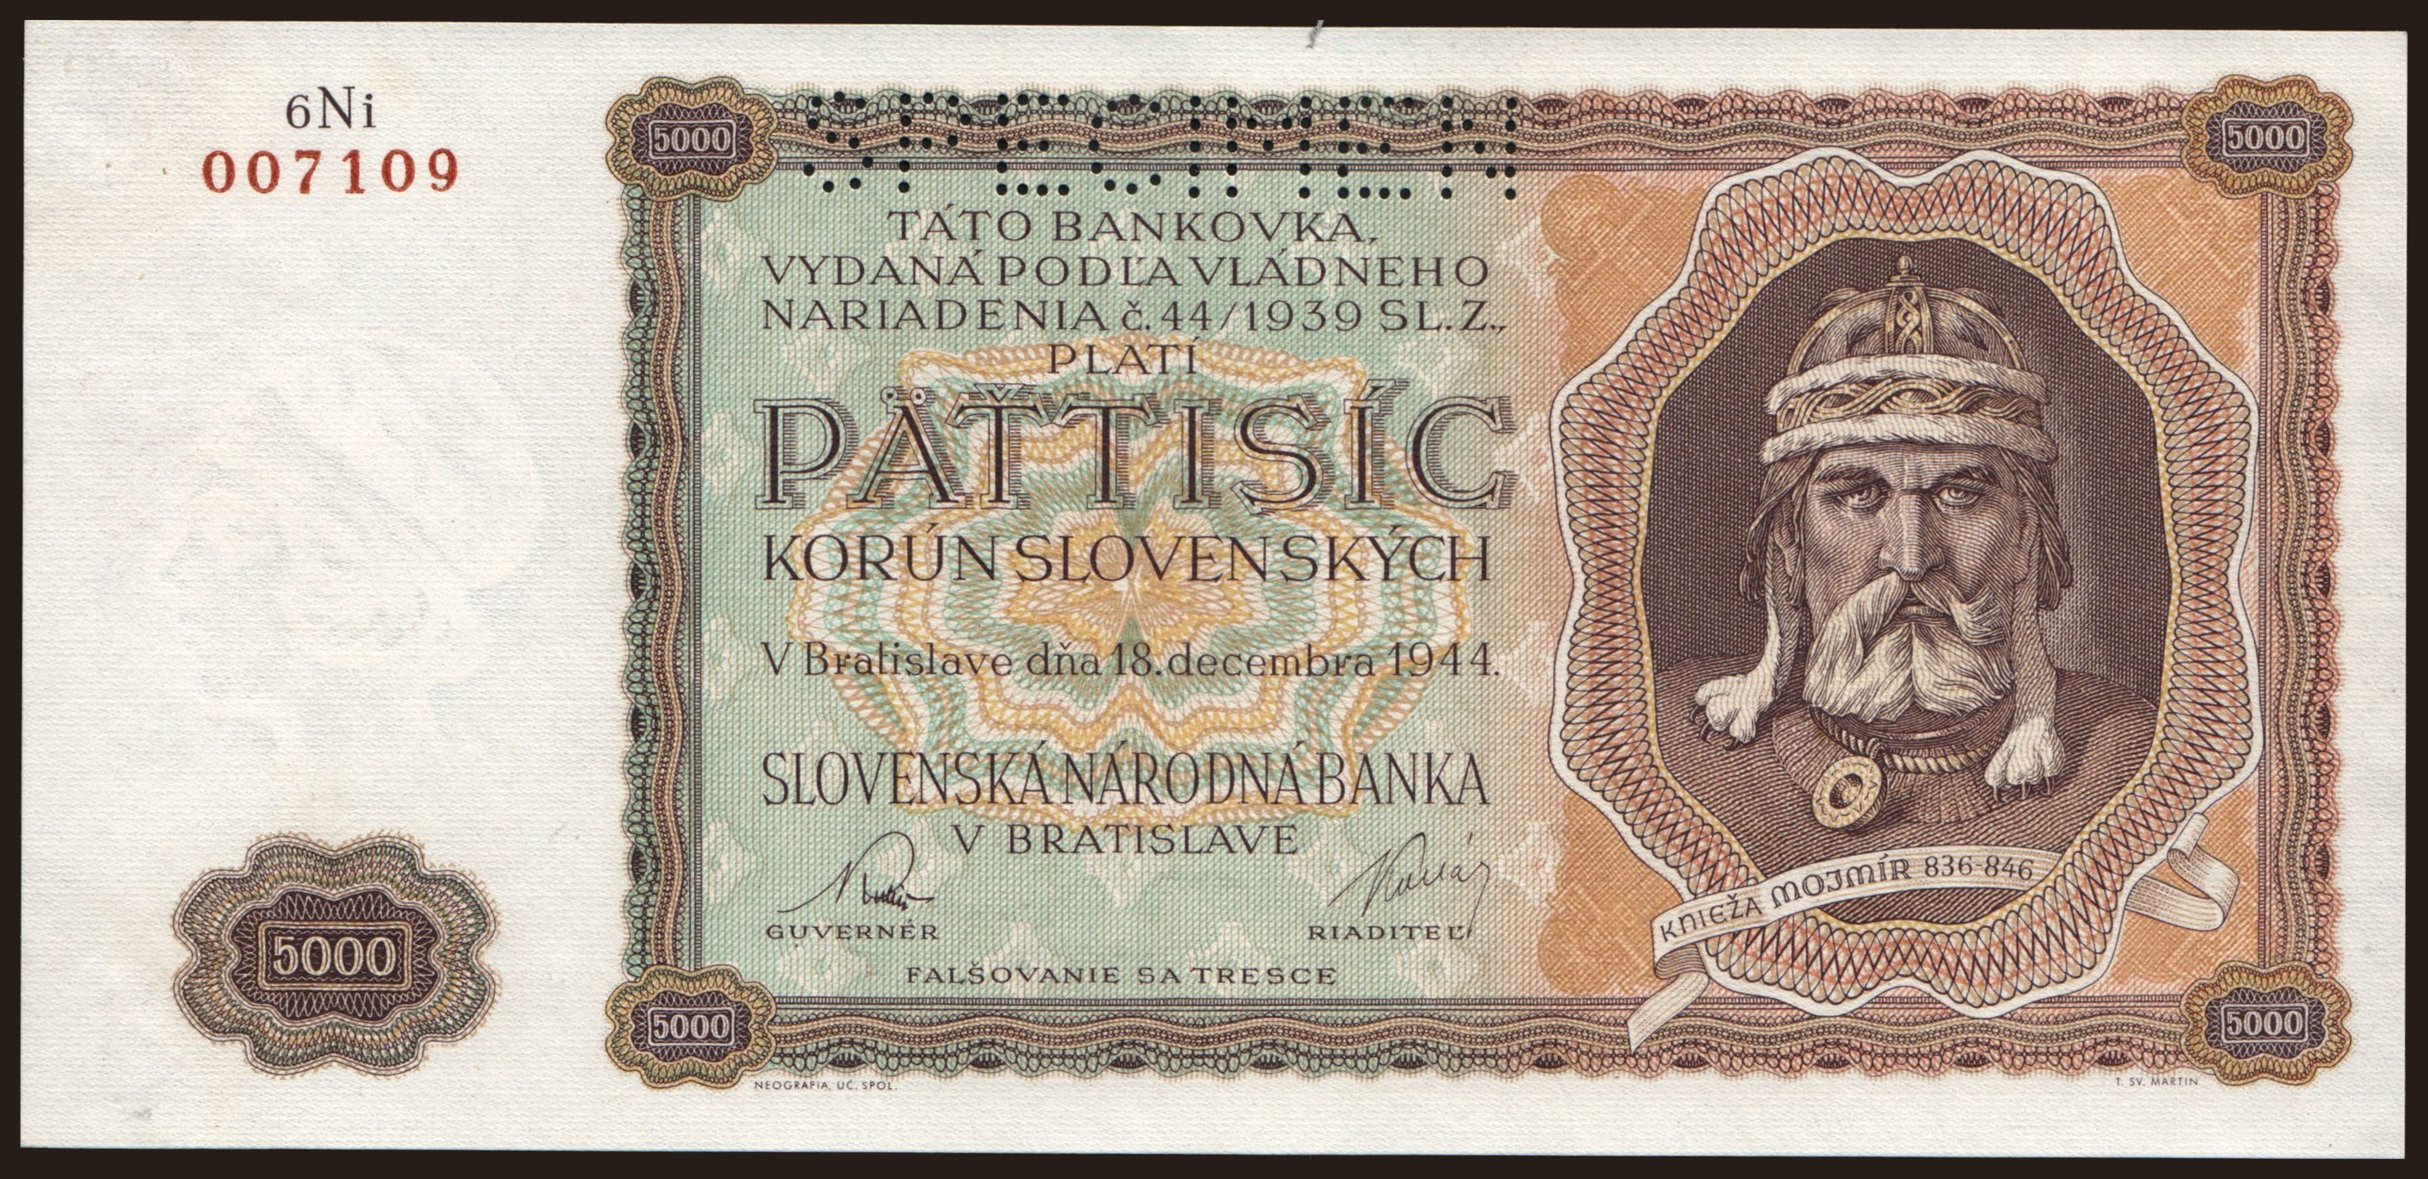 6Ni
007109
5000
5000
TÁTO BANKOVKA,
VYDANÁ PODĽA VLÁDNEHO
NARIADENIA č. 44/1939 SL. Z.,
PLATÍ
PÄŤTISÍC
KORÚN SLOVENSKÝCH
V Bratislave dňa 18. decembra 1944.
SLOVENSKÁ NÁRODNÁ BANKA
V BRATISLAVE
GUVERNÉR
RIADITEĽ
FALŠOVANIE SA TRESCE
KNIEŽA MOJMÍR 836-846
5000
5000
5000
NEOGRAFIA, UČ. SPOL.
T. SV. MARTIN